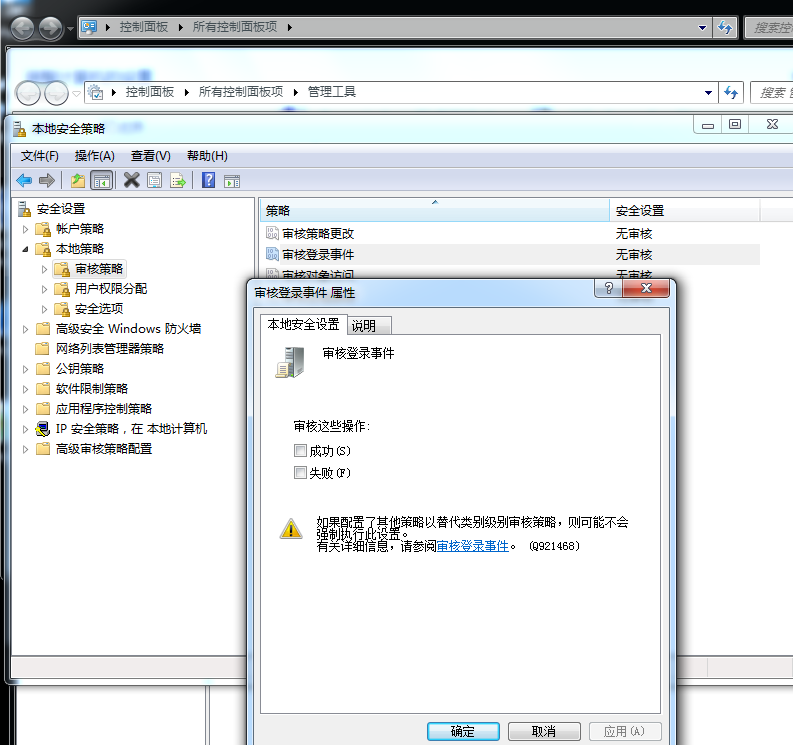 控制面板 所有控制面板项 搜索控
控制面板 所有控制面板项 管理工具 搜索 管
本地安全策略
文件(F) 操作(A) 查看(V) 帮助(H)
安全设置
帐户策略
本地策略
审核策略
用户权限分配
安全选项
高级安全 Windows 防火墙
网络列表管理器策略
公钥策略
软件限制策略
应用程序控制策略
IP 安全策略，在 本地计算机
高级审核策略配置
策略 安全设置
审核策略更改 无审核
审核登录事件 无审核
审核对象访问 无审核
审核登录事件 属性
本地安全设置 说明
审核登录事件
审核这些操作:
成功(S)
失败(F)
如果配置了其他策略以替代类别级别审核策略，则可能不会
强制执行此设置。
有关详细信息，请参阅审核登录事件。 (Q921468)
确定 取消 应用(A)